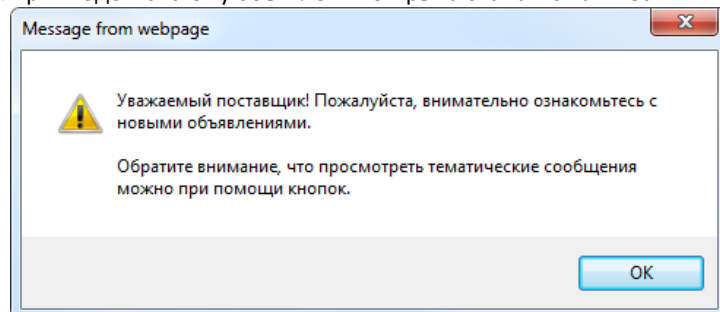 Message from webpage
Уважаемый поставщик! Пожалуйста, внимательно ознакомьтесь с
новыми объявлениями.
Обратите внимание, что просмотреть тематические сообщения
можно при помощи кнопок.
OK